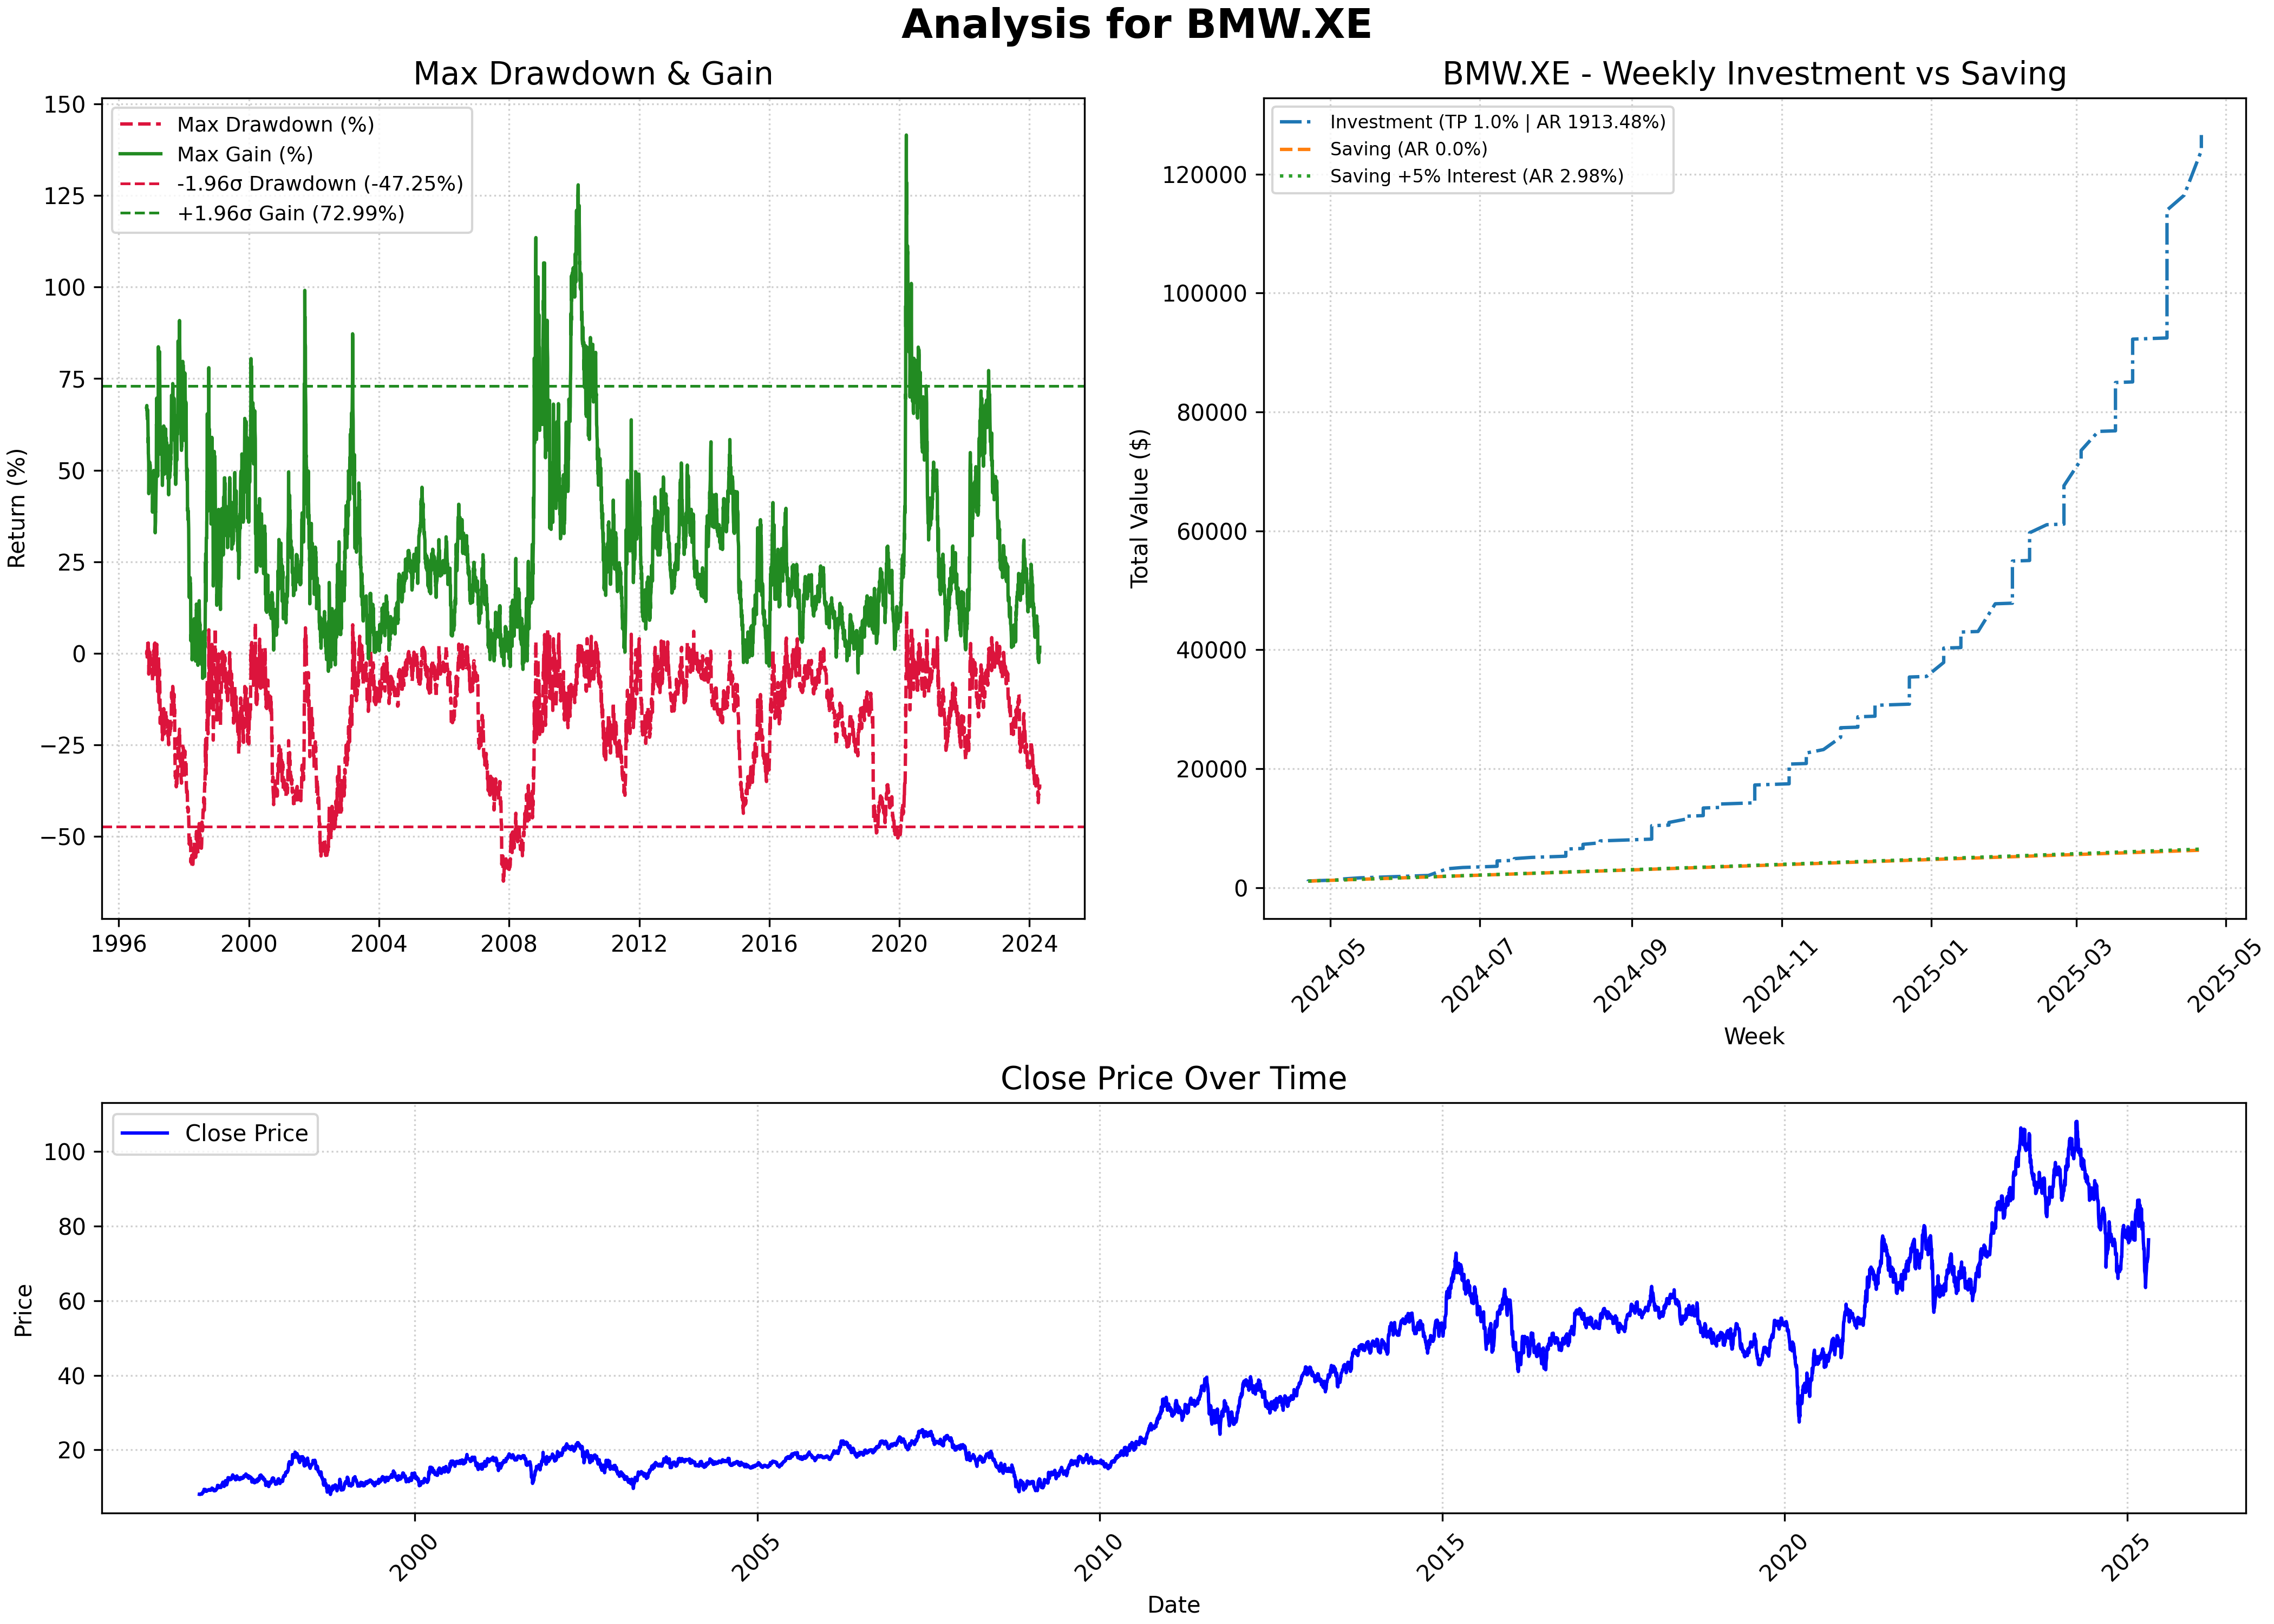 Analysis for BMW.XE
Max Drawdown & Gain
Max Drawdown (%)
Max Gain (%)
-1.96σ Drawdown (-47.25%)
+1.96σ Gain (72.99%)
Return (%)
150
125
100
75
50
25
0
−25
−50
1996
2000
2004
2008
2012
2016
2020
2024
BMW.XE - Weekly Investment vs Saving
Investment (TP 1.0% | AR 1913.48%)
Saving (AR 0.0%)
Saving +5% Interest (AR 2.98%)
Total Value ($)
120000
100000
80000
60000
40000
20000
0
2024-05
2024-07
2024-09
2024-11
2025-01
2025-03
2025-05
Week
Close Price Over Time
Close Price
Price
100
80
60
40
20
2000
2005
2010
2015
2020
2025
Date